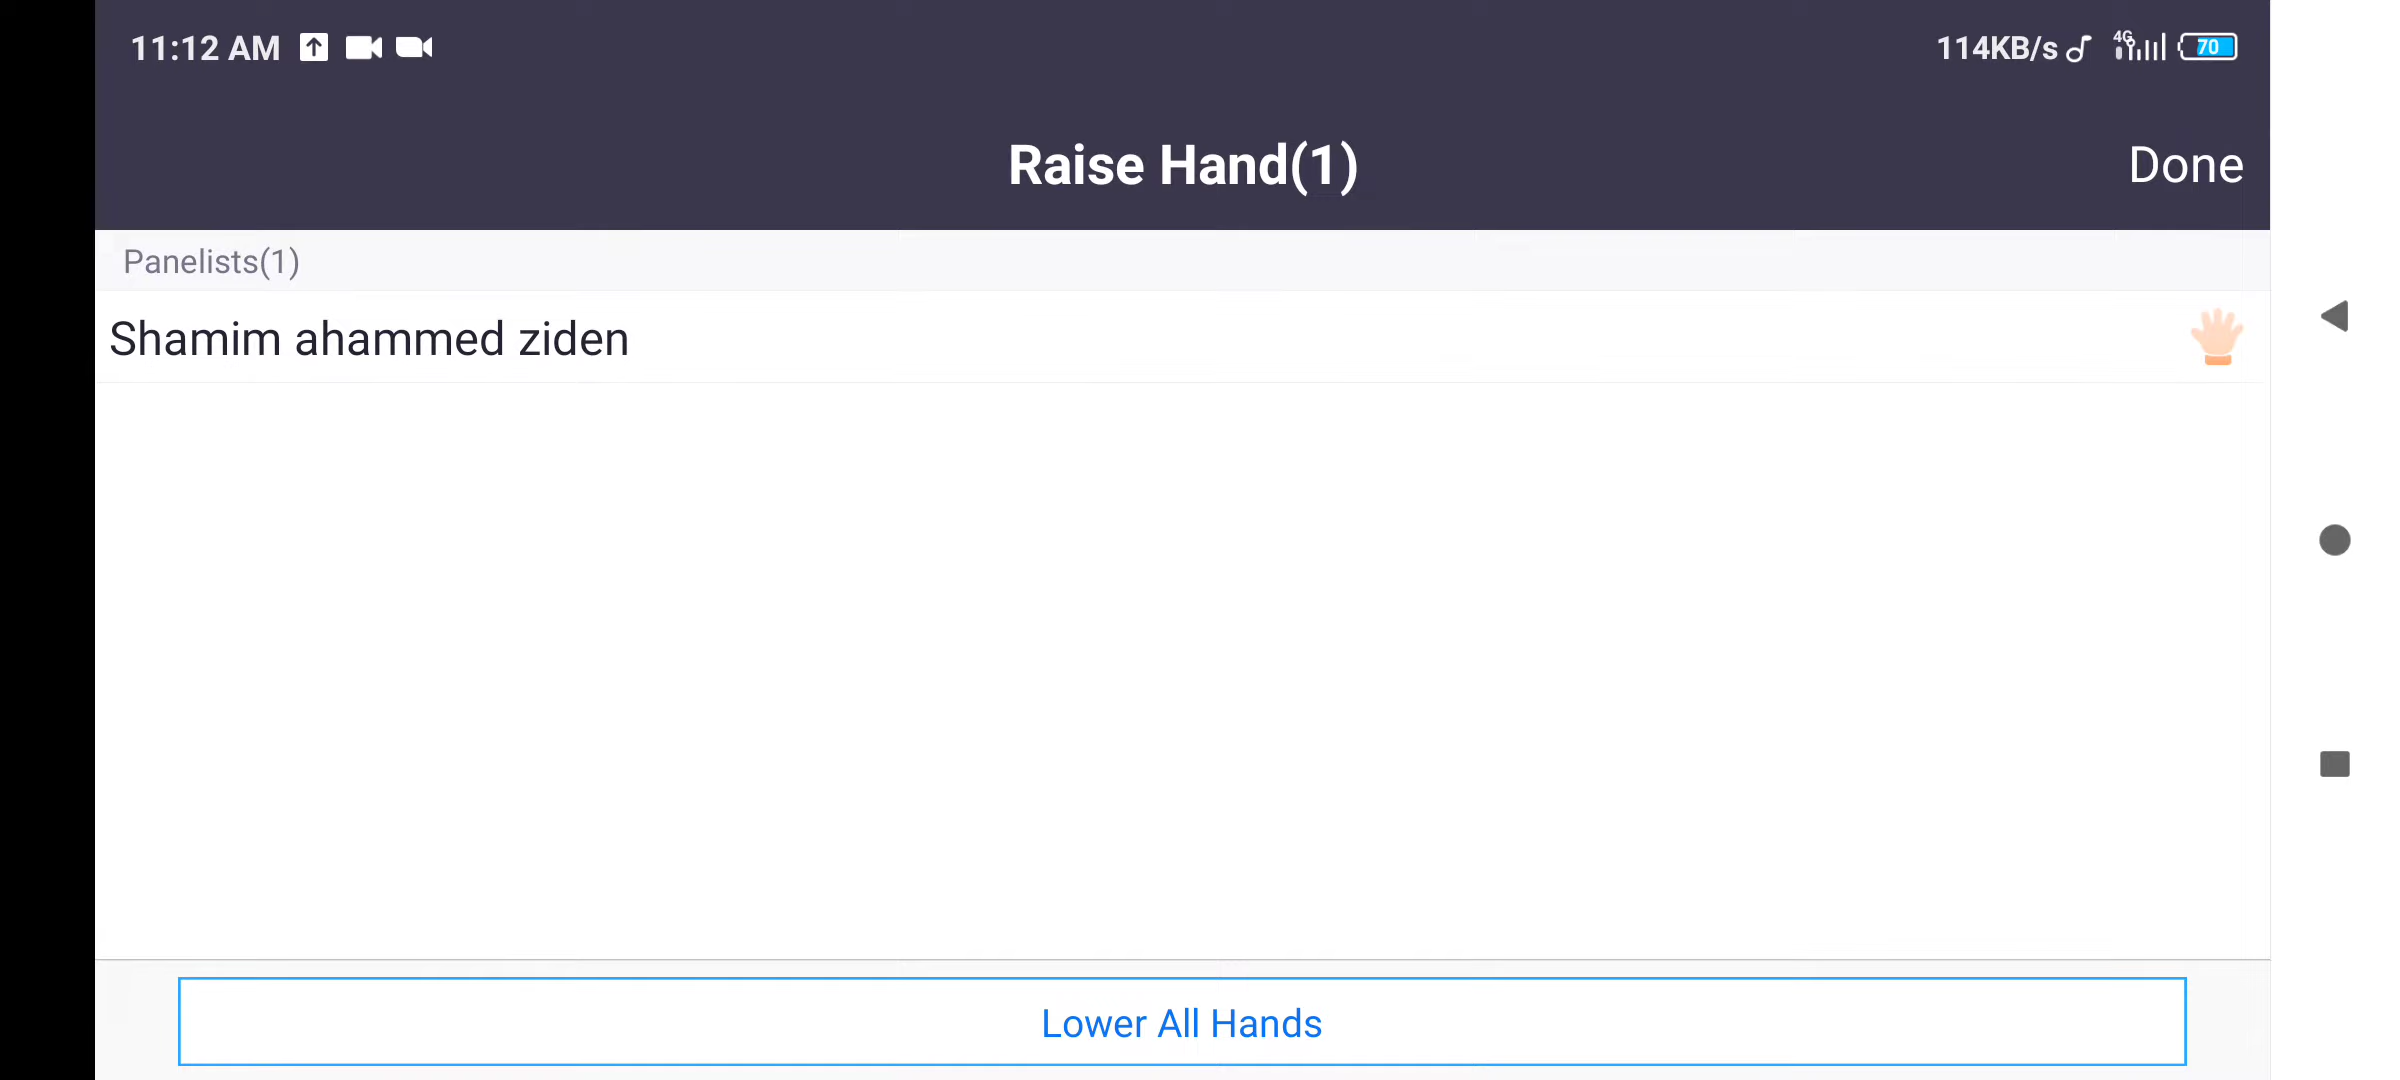 11:12 AM 114KB/s 4G 70
Raise Hand(1) Done
Panelists(1)
Shamim ahammed ziden
Lower All Hands